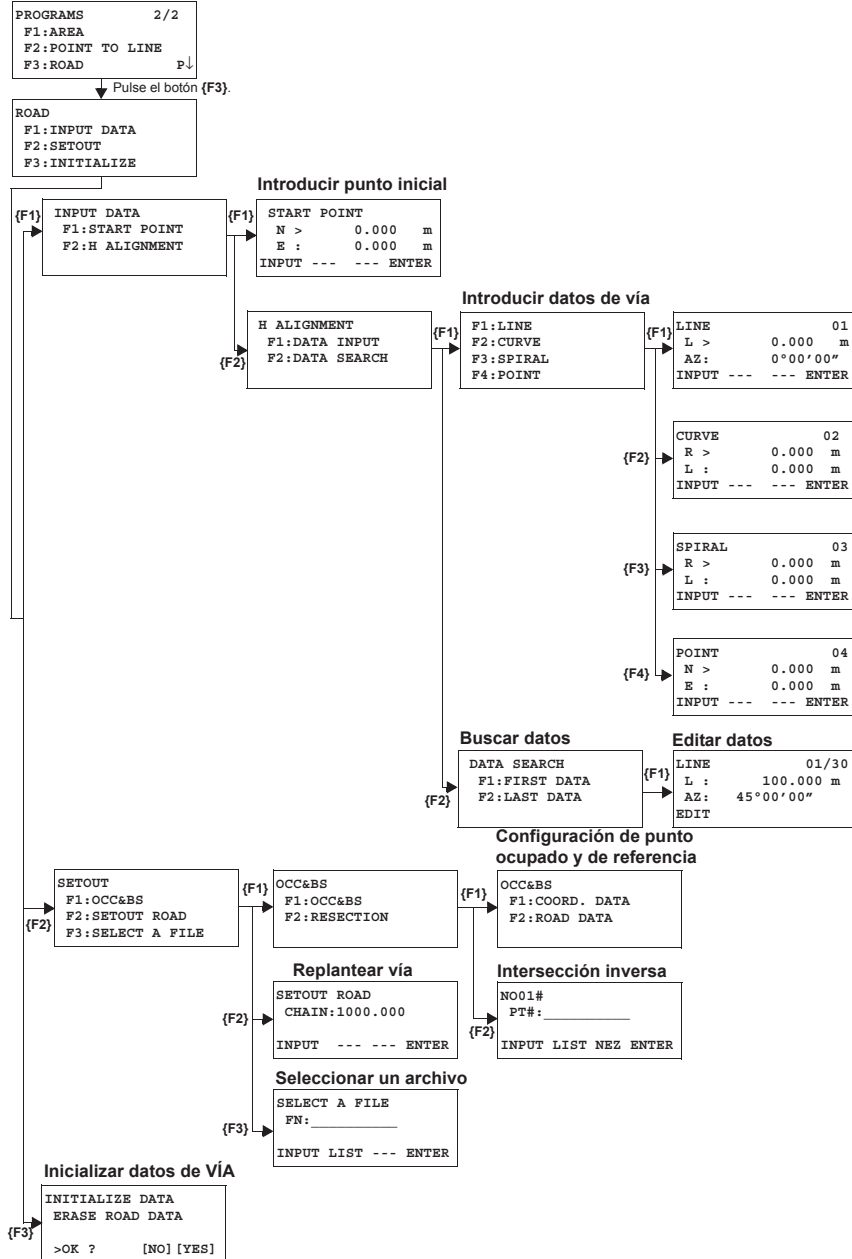 PROGRAMS 2/2
F1:AREA
F2:POINT TO LINE
F3:ROAD P↓
Pulse el botón {F3}.
ROAD
F1:INPUT DATA
F2:SETOUT
F3:INITIALIZE
{F1}
INPUT DATA
F1:START POINT
F2:H ALIGNMENT
{F1}
Introducir punto inicial
START POINT
N > 0.000 m
E : 0.000 m
INPUT --- --- ENTER
{F2}
H ALIGNMENT
F1:DATA INPUT
F2:DATA SEARCH
{F1}
Introducir datos de vía
F1:LINE
F2:CURVE
F3:SPIRAL
F4:POINT
{F1}
LINE 01
L > 0.000 m
AZ: 0°00'00″
INPUT --- --- ENTER
{F2}
CURVE 02
R > 0.000 m
L : 0.000 m
INPUT --- --- ENTER
{F3}
SPIRAL 03
R > 0.000 m
L : 0.000 m
INPUT --- --- ENTER
{F4}
POINT 04
N > 0.000 m
E : 0.000 m
INPUT --- --- ENTER
{F2}
Buscar datos
DATA SEARCH
F1:FIRST DATA
F2:LAST DATA
{F1}
Editar datos
LINE 01/30
L : 100.000 m
AZ: 45°00'00″
EDIT
{F2}
SETOUT
F1:OCC&BS
F2:SETOUT ROAD
F3:SELECT A FILE
{F1}
OCC&BS
F1:OCC&BS
F2:RESECTION
{F1}
Configuración de punto
ocupado y de referencia
OCC&BS
F1:COORD. DATA
F2:ROAD DATA
{F2}
Intersección inversa
NO01#
PT#:__________
INPUT LIST NEZ ENTER
{F2}
Replantear vía
SETOUT ROAD
CHAIN:1000.000
INPUT --- --- ENTER
{F3}
Seleccionar un archivo
SELECT A FILE
FN:__________
INPUT LIST --- ENTER
{F3}
Inicializar datos de VÍA
INITIALIZE DATA
ERASE ROAD DATA
>OK ? [NO][YES]